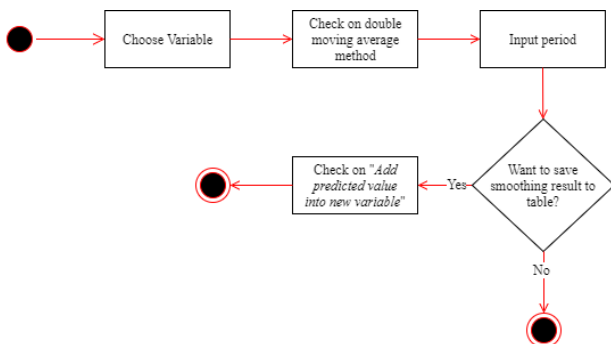 Choose Variable
Check on double
moving average
method
Input period
Want to save
smoothing result to
table?
Yes
Check on "Add
predicted value
into new variable"
No